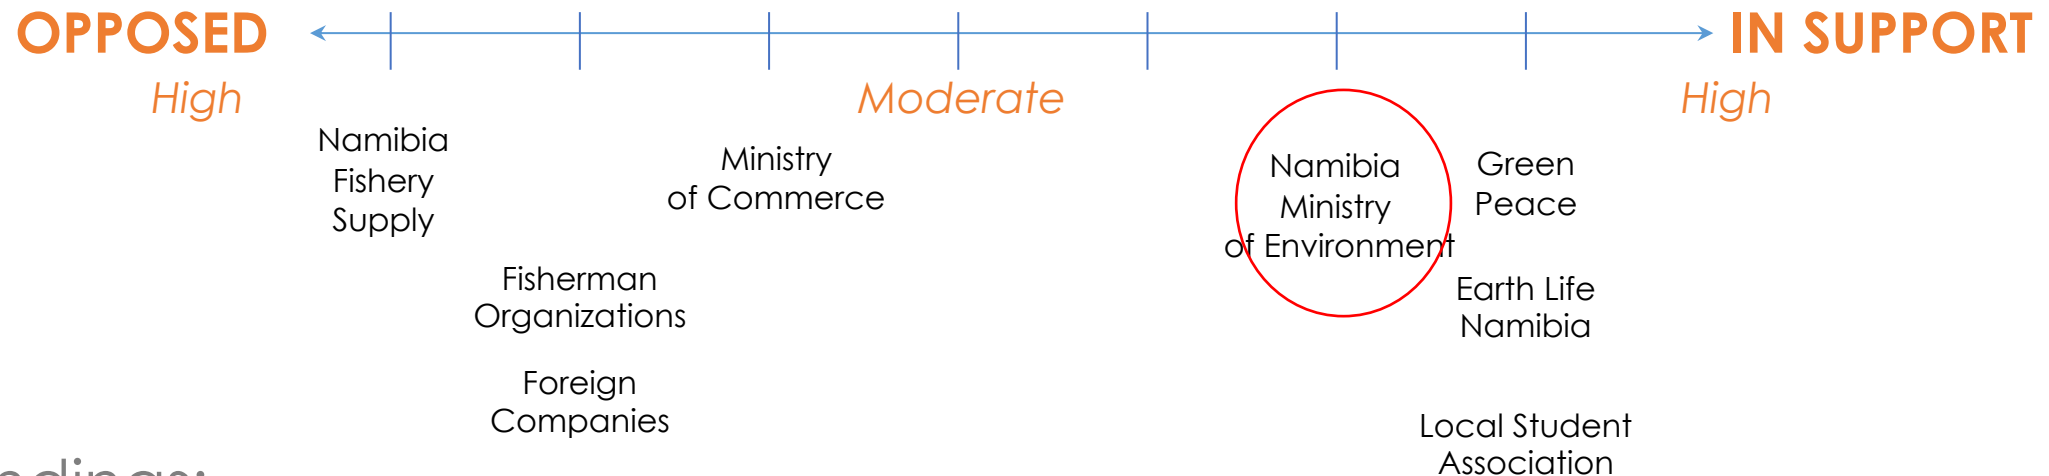 OPPOSED
IN SUPPORT
High
Moderate
High
Namibia
Fishery
Supply
Ministry
of Commerce
Namibia
Ministry
of Environment
Green
Peace
Fisherman
Organizations
Earth Life
Namibia
Foreign
Companies
Local Student
Association